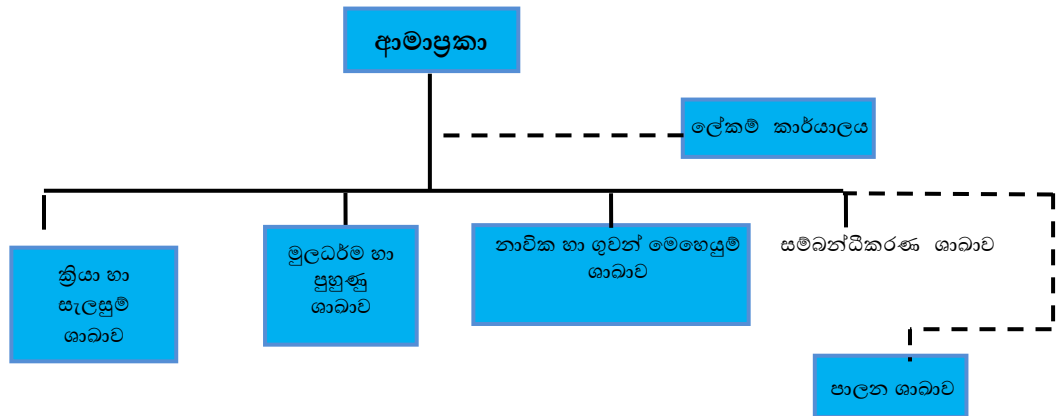 ආමාප්‍රකා
ලේකම් කාර්යාලය
ක්‍රියා හා
සැලසුම්
ශාඛාව
මුලධර්ම හා
පුහුණු
ශාඛාව
නාවික හා ගුවන් මෙහෙයුම්
ශාඛාව
සම්බන්ධීකරණ ශාඛාව
පාලන ශාඛාව